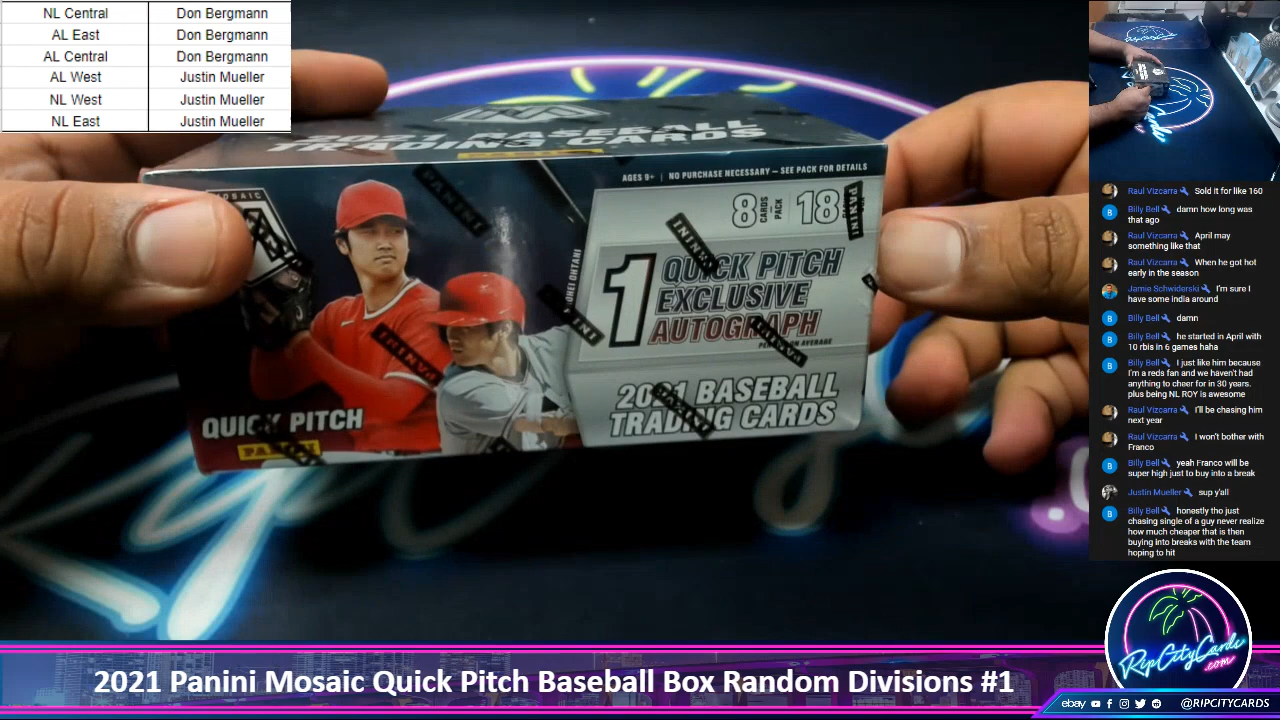 NL Central Don Bergmann
AL East Don Bergmann
AL Central Don Bergmann
AL West Justin Mueller
NL West Justin Mueller
NL East Justin Mueller
2021 BASEBALL
TRADING CARDS
PANINI
AGES 9+ | NO PURCHASE NECESSARY – SEE PACK FOR DETAILS
MOSAIC
8 CARDS PACK 18
PANINI
1 QUICK PITCH
EXCLUSIVE
AUTOGRAPH
2021 BASEBALL
TRADING CARDS
QUICK PITCH
PANINI
Raul Vizcarra Sold it for like 160
Billy Bell damn how long was
that ago
Raul Vizcarra April may
something like that
Raul Vizcarra When he got hot
early in the season
Jamie Schwiderski I'm sure I
have some india around
Billy Bell damn
Billy Bell he started in April with
10 rbis in 6 games haha
Billy Bell I just like him because
I'm a reds fan and we haven't had
anything to cheer for in 30 years.
plus being NL ROY is awesome
Raul Vizcarra I'll be chasing him
next year
Raul Vizcarra I won't bother with
Franco
Billy Bell yeah Franco will be
super high just to buy into a break
Justin Mueller sup y'all
Billy Bell honestly tho just
chasing single of a guy never realize
how much cheaper that is then
buying into breaks with the team
hoping to hit
RipCityCards
.com
2021 Panini Mosaic Quick Pitch Baseball Box Random Divisions #1
ebay @RIPCITYCARDS